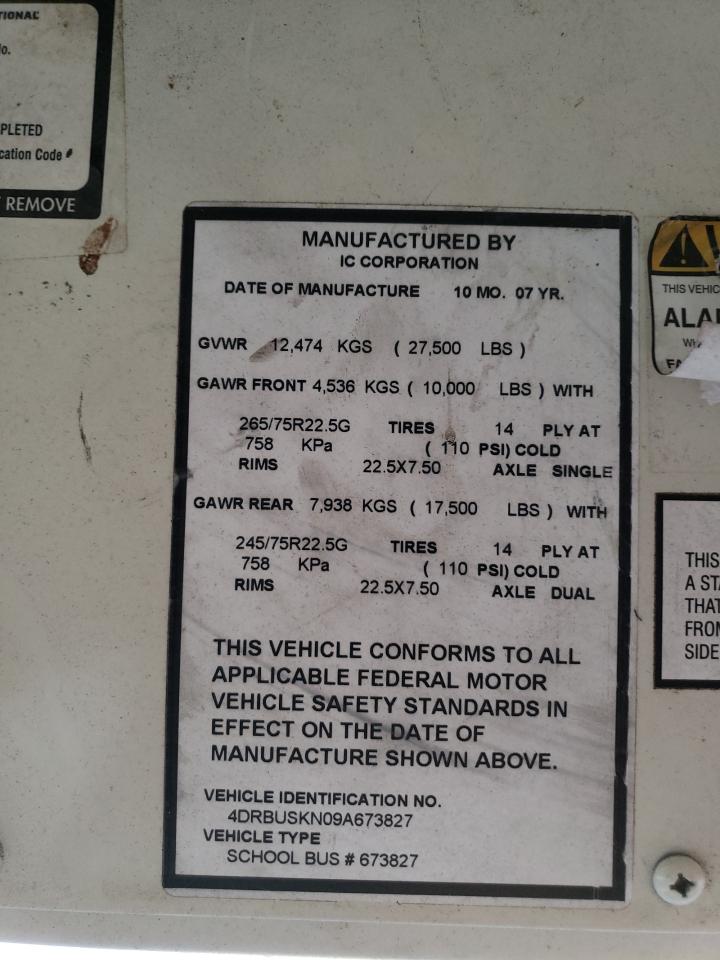 TIONAL
o.
PLETED
cation Code #
REMOVE
MANUFACTURED BY
IC CORPORATION
DATE OF MANUFACTURE 10 MO. 07 YR.
GVWR 12,474 KGS ( 27,500 LBS )
GAWR FRONT 4,536 KGS ( 10,000 LBS ) WITH
265/75R22.5G TIRES 14 PLY AT
758 KPa ( 110 PSI) COLD
RIMS 22.5X7.50 AXLE SINGLE
GAWR REAR 7,938 KGS ( 17,500 LBS ) WITH
245/75R22.5G TIRES 14 PLY AT
758 KPa ( 110 PSI) COLD
RIMS 22.5X7.50 AXLE DUAL
THIS VEHICLE CONFORMS TO ALL
APPLICABLE FEDERAL MOTOR
VEHICLE SAFETY STANDARDS IN
EFFECT ON THE DATE OF
MANUFACTURE SHOWN ABOVE.
VEHICLE IDENTIFICATION NO.
4DRBUSKN09A673827
VEHICLE TYPE
SCHOOL BUS # 673827
THIS VEHIC
ALA
THIS
A STA
THAT
FRON
SIDE